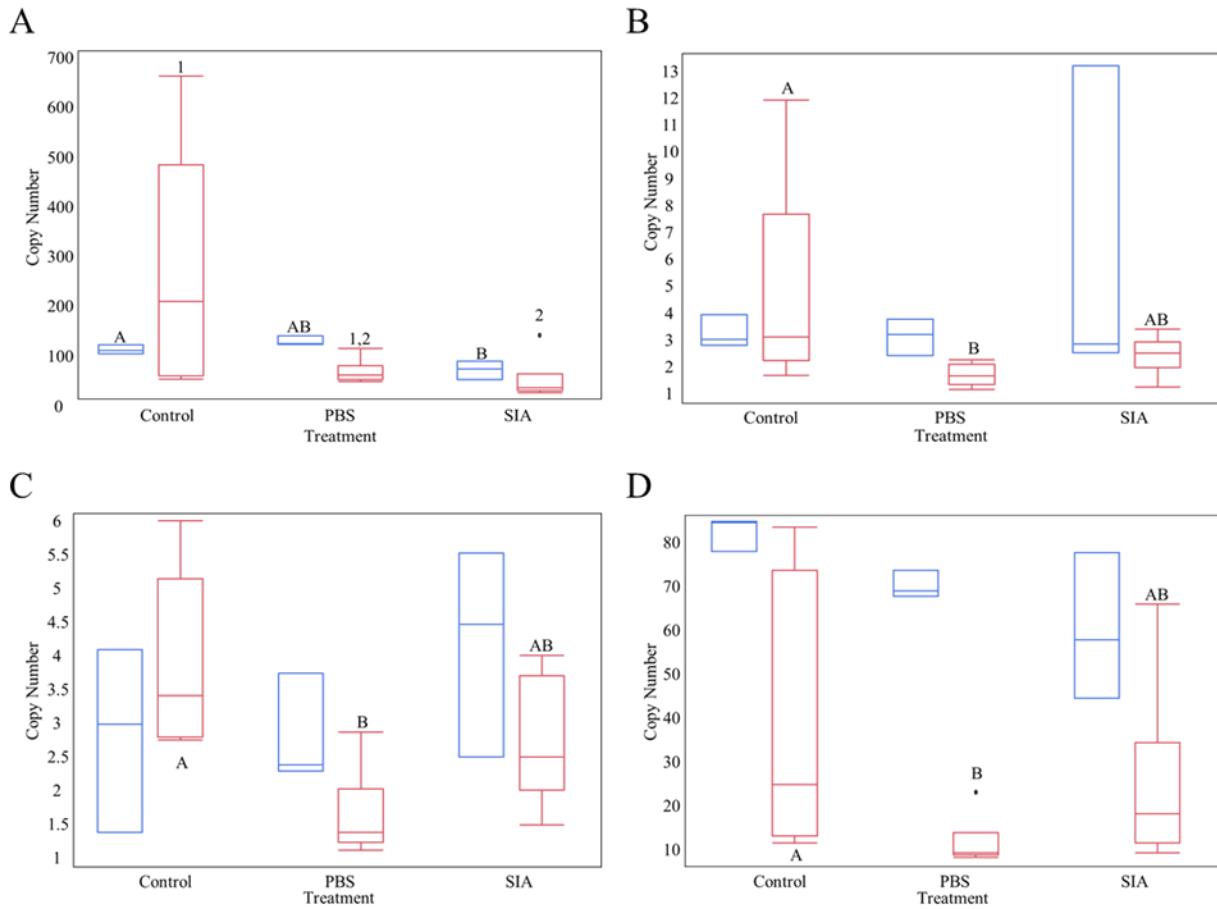 A
700
600
500
400
300
200
100
0
Copy Number
1
A
AB
1,2
B
2
Control PBS SIA
Treatment
B
13
12
11
10
9
8
7
6
5
4
3
2
1
Copy Number
A
B
AB
Control PBS SIA
Treatment
C
6
5.5
5
4.5
4
3.5
3
2.5
2
1.5
1
Copy Number
A
B
AB
Control PBS SIA
Treatment
D
80
70
60
50
40
30
20
10
Copy Number
A
B
AB
Control PBS SIA
Treatment